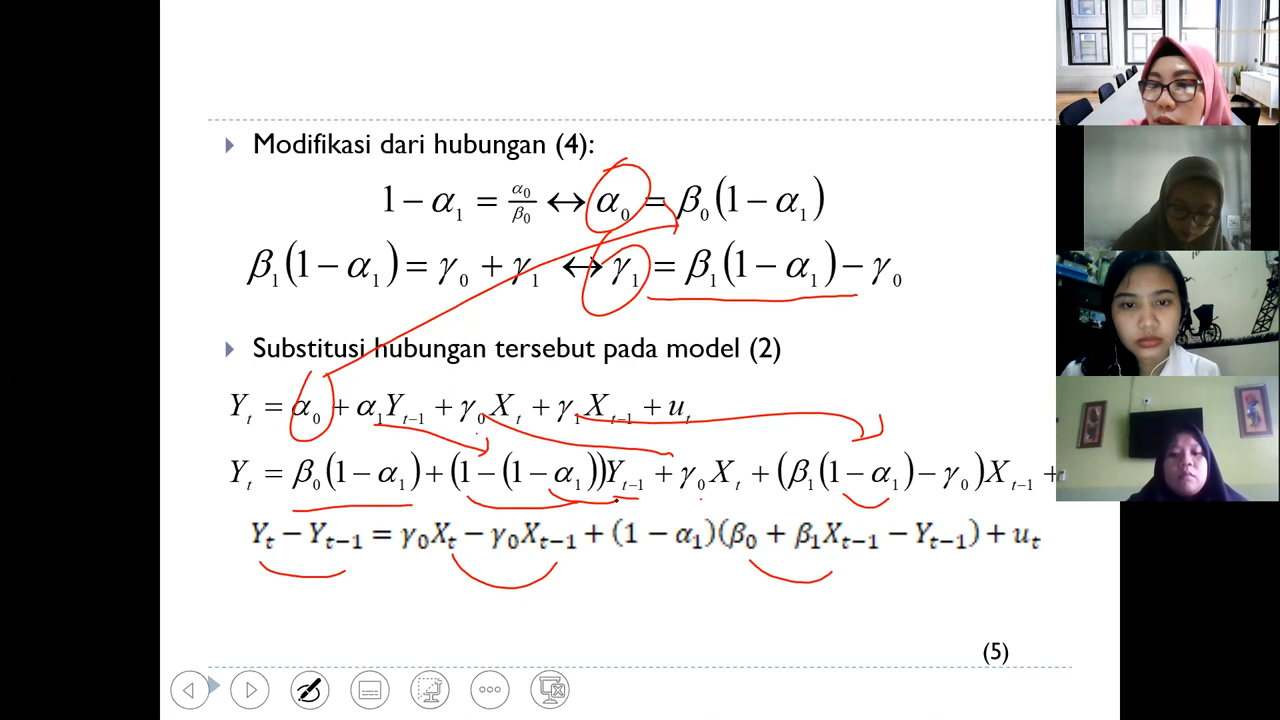 Modifikasi dari hubungan (4):
1 − α₁ = α₀/β₀ ↔ α₀ = β₀(1 − α₁)
β₁(1 − α₁) = γ₀ + γ₁ ↔ γ₁ = β₁(1 − α₁) − γ₀
Substitusi hubungan tersebut pada model (2)
Yₜ = α₀ + α₁Yₜ₋₁ + γ₀Xₜ + γ₁Xₜ₋₁ + uₜ
Yₜ = β₀(1 − α₁) + (1 − (1 − α₁))Yₜ₋₁ + γ₀Xₜ + (β₁(1 − α₁) − γ₀)Xₜ₋₁ +
Yₜ − Yₜ₋₁ = γ₀Xₜ − γ₀Xₜ₋₁ + (1 − α₁)(β₀ + β₁Xₜ₋₁ − Yₜ₋₁) + uₜ
(5)